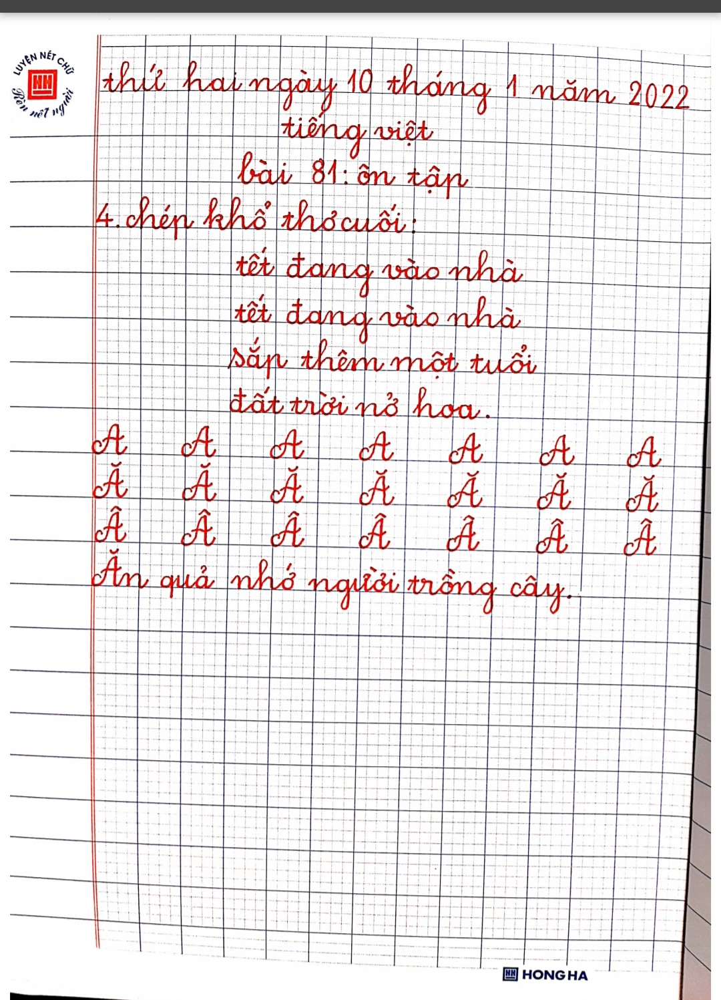 LUYỆN NÉT CHỮ
HH
Rèn nết người
thứ hai ngày 10 tháng 1 năm 2022
tiếng việt
bài 81: ôn tập
4. chép khổ thơ cuối:
tết đang vào nhà
tết đang vào nhà
sắp thêm một tuổi
đất trời nở hoa.
A A A A A A A
Ă Ă Ă Ă Ă Ă Ă
Â Â Â Â Â Â Â
Ăn quả nhớ người trồng cây.
HH HONG HA